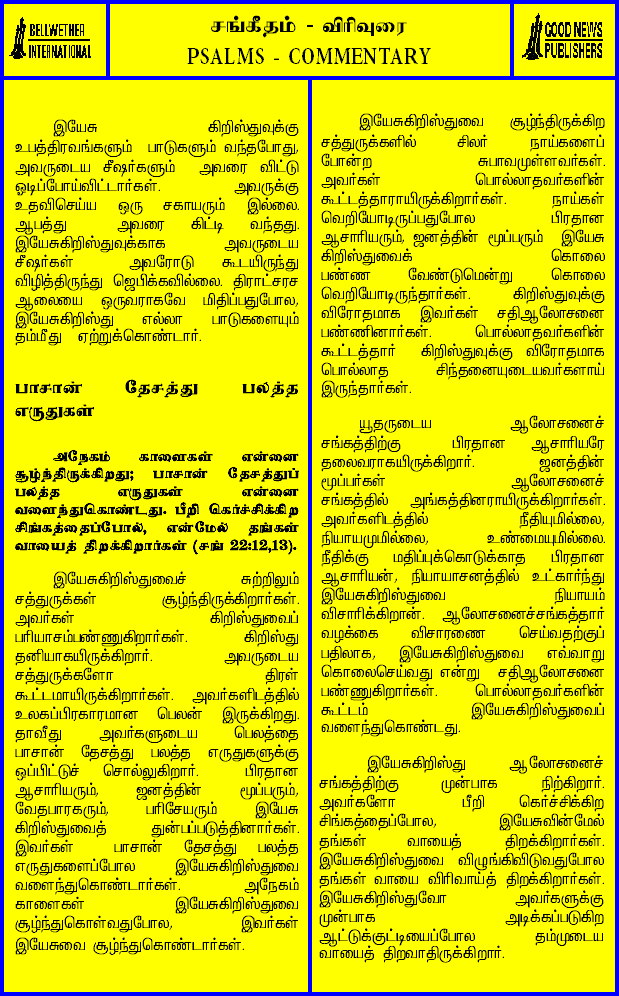 BELLWETHER
INTERNATIONAL
சங்கீதம் - விரிவுரை
PSALMS - COMMENTARY
GOOD NEWS
PUBLISHERS
இயேசு கிறிஸ்துவுக்கு
உபத்திரவங்களும் பாடுகளும் வந்தபோது,
அவருடைய சீஷர்களும் அவரை விட்டு
ஓடிப்போய்விட்டார்கள். அவருக்கு
உதவிசெய்ய ஒரு சகாயரும் இல்லை.
ஆபத்து அவரை கிட்டி வந்தது.
இயேசுகிறிஸ்துவுக்காக அவருடைய
சீஷர்கள் அவரோடு கூடயிருந்து
விழித்திருந்து ஜெபிக்கவில்லை. திராட்சரச
ஆலையை ஒருவராகவே மிதிப்பதுபோல,
இயேசுகிறிஸ்து எல்லா பாடுகளையும்
தம்மீது ஏற்றுக்கொண்டார்.
பாசான் தேசத்து பலத்த
எருதுகள்
அநேகம் காளைகள் என்னை
சூழ்ந்திருக்கிறது; பாசான் தேசத்துப்
பலத்த எருதுகள் என்னை
வளைந்துகொண்டது. பீறி கெர்ச்சிக்கிற
சிங்கத்தைப்போல், என்மேல் தங்கள்
வாயைத் திறக்கிறார்கள் (சங் 22:12,13).
இயேசுகிறிஸ்துவைச் சுற்றிலும்
சத்துருக்கள் சூழ்ந்திருக்கிறார்கள்.
அவர்கள் கிறிஸ்துவைப்
பரியாசம்பண்ணுகிறார்கள். கிறிஸ்து
தனியாகயிருக்கிறார். அவருடைய
சத்துருக்களோ திரள்
கூட்டமாயிருக்கிறார்கள். அவர்களிடத்தில்
உலகப்பிரகாரமான பெலன் இருக்கிறது.
தாவீது அவர்களுடைய பெலத்தை
பாசான் தேசத்து பலத்த எருதுகளுக்கு
ஒப்பிட்டுச் சொல்லுகிறார். பிரதான
ஆசாரியரும், ஜனத்தின் மூப்பரும்,
வேதபாரகரும், பரிசேயரும் இயேசு
கிறிஸ்துவைத் துன்பப்படுத்தினார்கள்.
இவர்கள் பாசான் தேசத்து பலத்த
எருதுகளைப்போல இயேசுகிறிஸ்துவை
வளைந்துகொண்டார்கள். அநேகம்
காளைகள் இயேசுகிறிஸ்துவை
சூழ்ந்துகொள்வதுபோல, இவர்கள்
இயேசுவை சூழ்ந்துகொண்டார்கள்.
இயேசுகிறிஸ்துவை சூழ்ந்திருக்கிற
சத்துருக்களில் சிலர் நாய்களைப்
போன்ற சுபாவமுள்ளவர்கள்.
அவர்கள் பொல்லாதவர்களின்
கூட்டத்தாராயிருக்கிறார்கள். நாய்கள்
வெறியோடிருப்பதுபோல பிரதான
ஆசாரியரும், ஜனத்தின் மூப்பரும் இயேசு
கிறிஸ்துவைக் கொலை
பண்ண வேண்டுமென்று கொலை
வெறியோடிருந்தார்கள். கிறிஸ்துவுக்கு
விரோதமாக இவர்கள் சதிஆலோசனை
பண்ணினார்கள். பொல்லாதவர்களின்
கூட்டத்தார் கிறிஸ்துவுக்கு விரோதமாக
பொல்லாத சிந்தனையுடையவர்களாய்
இருந்தார்கள்.
யூதருடைய ஆலோசனைச்
சங்கத்திற்கு பிரதான ஆசாரியரே
தலைவராகயிருக்கிறார். ஜனத்தின்
மூப்பர்கள் ஆலோசனைச்
சங்கத்தில் அங்கத்தினராயிருக்கிறார்கள்.
அவர்களிடத்தில் நீதியுமில்லை,
நியாயமுமில்லை, உண்மையுமில்லை.
நீதிக்கு மதிப்புக்கொடுக்காத பிரதான
ஆசாரியன், நியாயாசனத்தில் உட்கார்ந்து
இயேசுகிறிஸ்துவை நியாயம்
விசாரிக்கிறான். ஆலோசனைச்சங்கத்தார்
வழக்கை விசாரணை செய்வதற்குப்
பதிலாக, இயேசுகிறிஸ்துவை எவ்வாறு
கொலைசெய்வது என்று சதிஆலோசனை
பண்ணுகிறார்கள். பொல்லாதவர்களின்
கூட்டம் இயேசுகிறிஸ்துவைப்
வளைந்துகொண்டது.
இயேசுகிறிஸ்து ஆலோசனைச்
சங்கத்திற்கு முன்பாக நிற்கிறார்.
அவர்களோ பீறி கெர்ச்சிக்கிற
சிங்கத்தைப்போல, இயேசுவின்மேல்
தங்கள் வாயைத் திறக்கிறார்கள்.
இயேசுகிறிஸ்துவை விழுங்கிவிடுவதுபோல
தங்கள் வாயை விரிவாய்த் திறக்கிறார்கள்.
இயேசுகிறிஸ்துவோ அவர்களுக்கு
முன்பாக அடிக்கப்படுகிற
ஆட்டுக்குட்டியைப்போல தம்முடைய
வாயைத் திறவாதிருக்கிறார்.